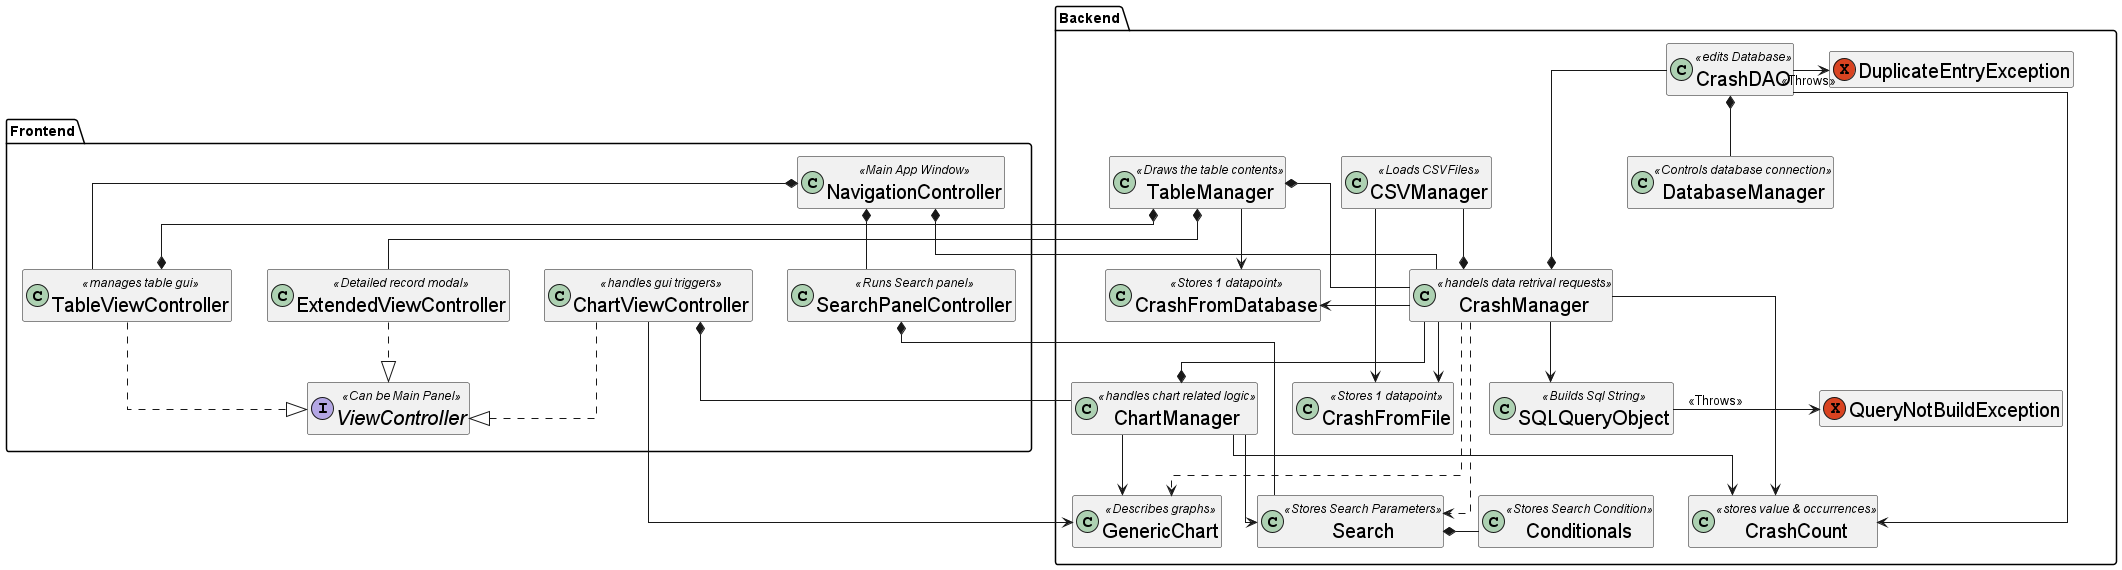 Backend
«edits Database»
C CrashDAO
X DuplicateEntryException
«Throws»
Frontend
«Main App Window»
C NavigationController
«Draws the table contents»
C TableManager
«Loads CSVFiles»
C CSVManager
«Controls database connection»
C DatabaseManager
«manages table gui»
C TableViewController
«Detailed record modal»
C ExtendedViewController
«handles gui triggers»
C ChartViewController
«Runs Search panel»
C SearchPanelController
«Stores 1 datapoint»
C CrashFromDatabase
«handels data retrival requests»
C CrashManager
«Can be Main Panel»
I ViewController
«handles chart related logic»
C ChartManager
«Stores 1 datapoint»
C CrashFromFile
«Builds Sql String»
C SQLQueryObject
«Throws»
X QueryNotBuildException
«Describes graphs»
C GenericChart
«Stores Search Parameters»
C Search
«Stores Search Condition»
C Conditionals
«stores value & occurrences»
C CrashCount